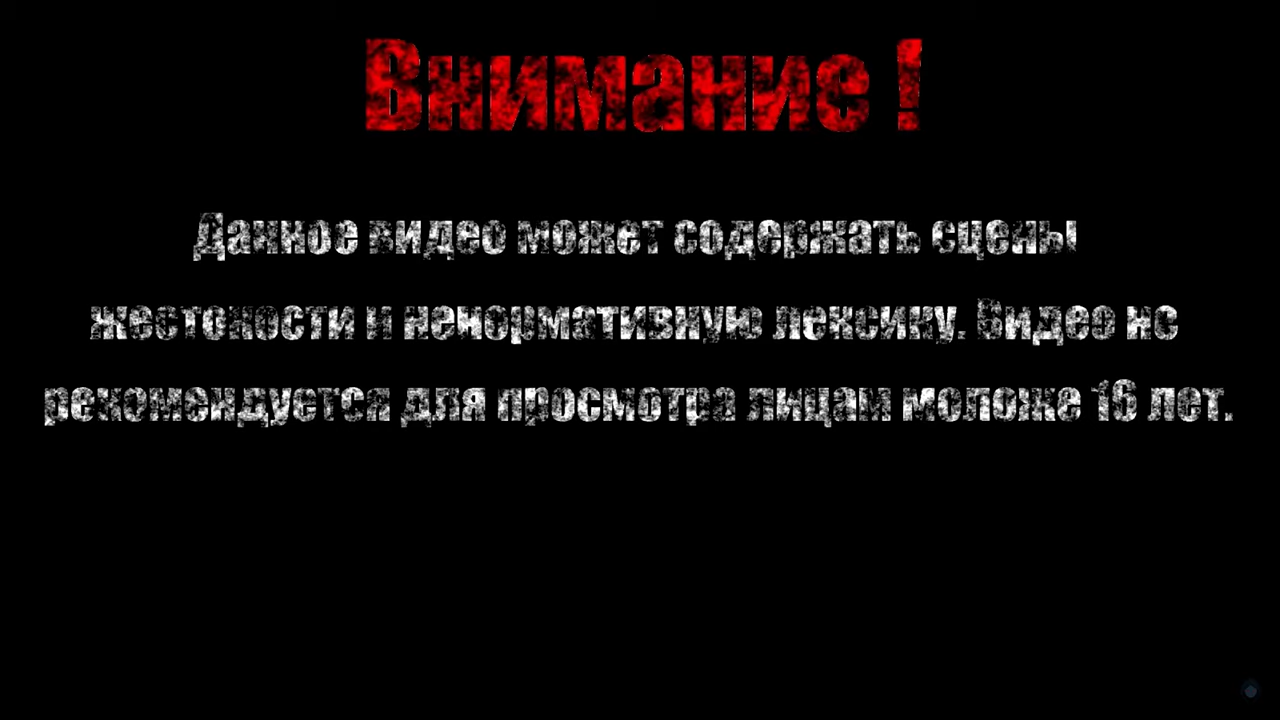 Внимание !
Данное видео может содержать сцены
жестокости и ненормативную лексику. Видео не
рекомендуется для просмотра лицам моложе 16 лет.